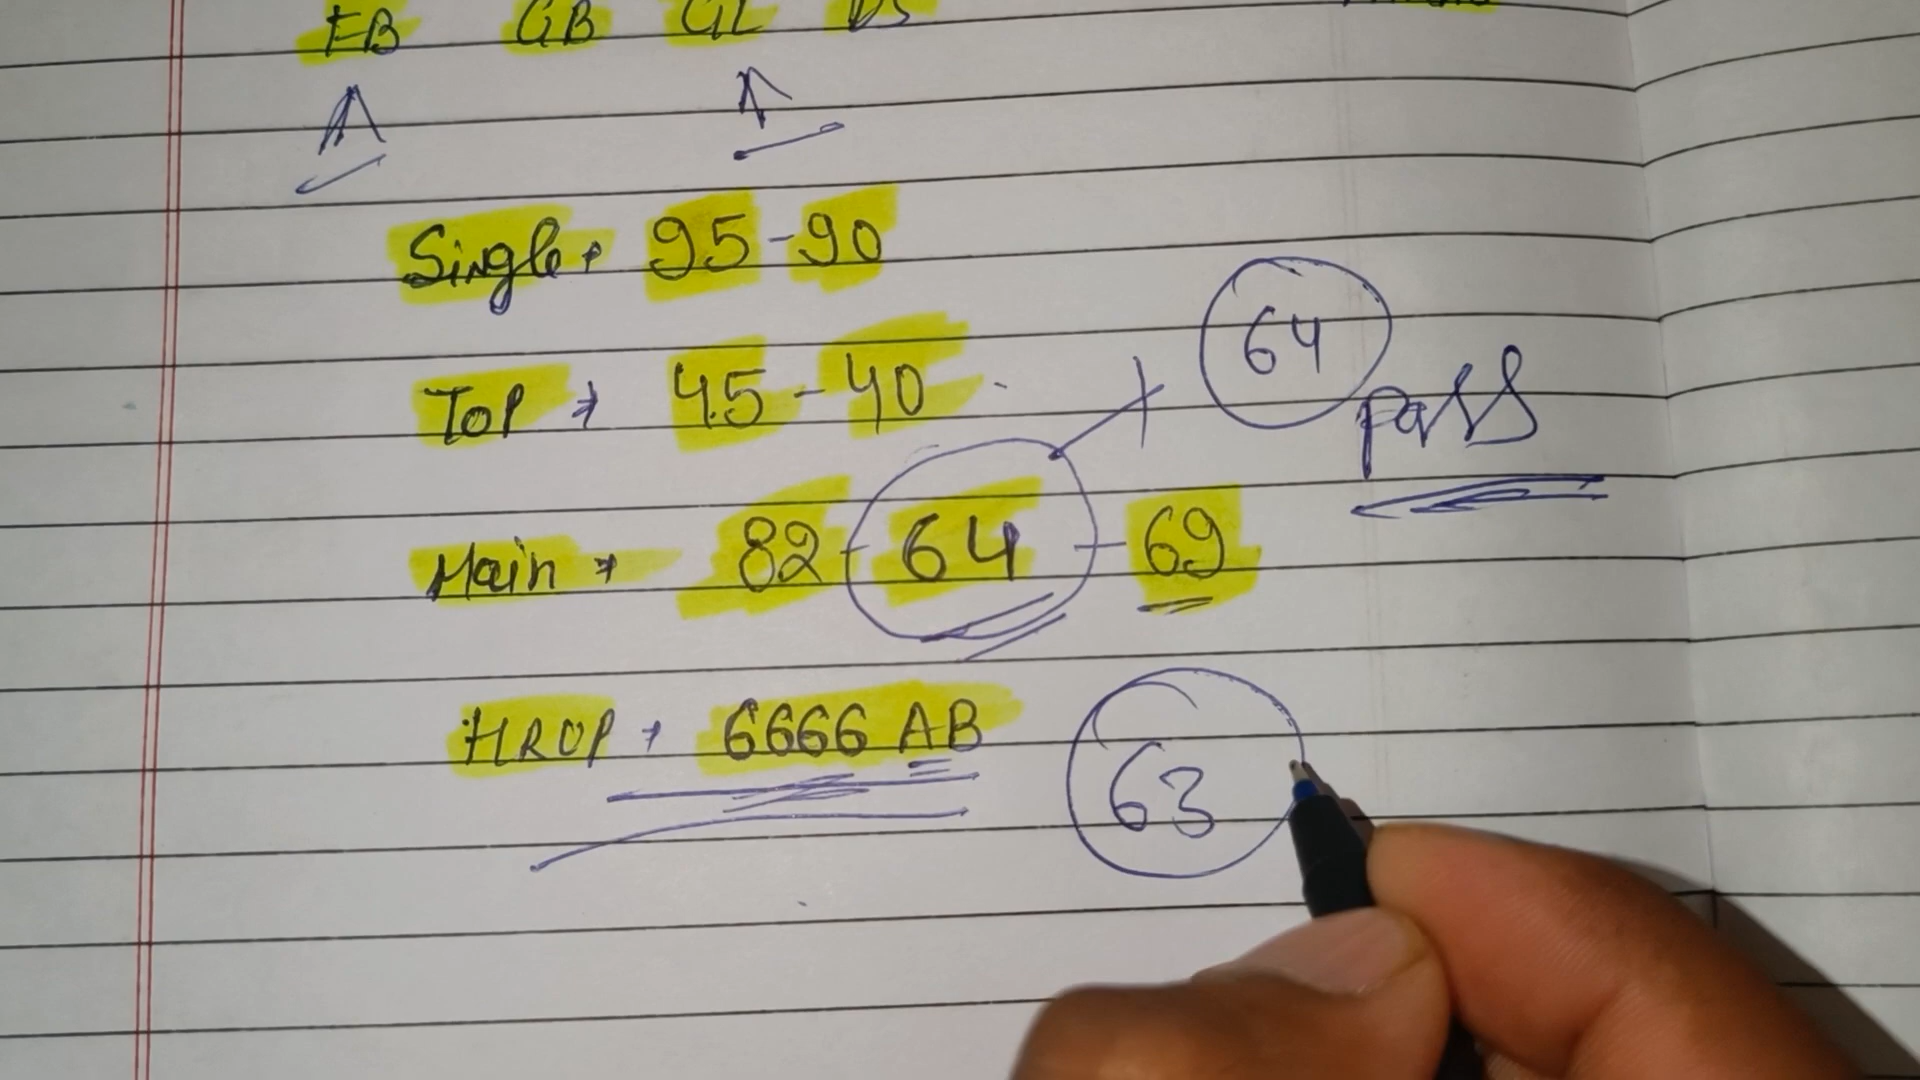 FB GB GL DS
A A
Single → 95-90
TOP → 45-40
64
pass
Main → 82-64-69
HROP → 6666 AB
63